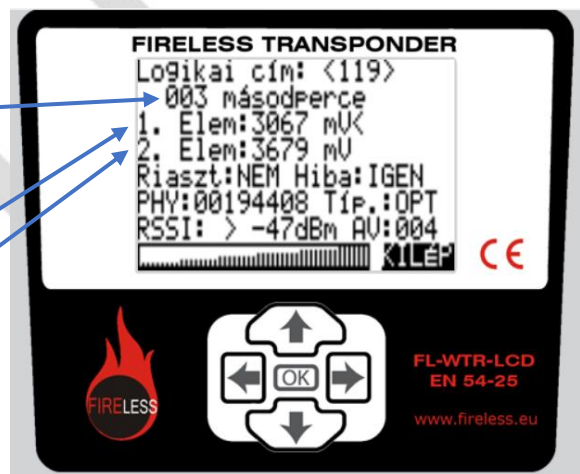 FIRELESS TRANSPONDER
Logikai cím: <119>
003 másodperce
1. Elem:3067 mV<
2. Elem:3679 mV
Riaszt:NEM Hiba:IGEN
PHY:00194408 Típ.:OPT
RSSI: > -47dBm AV:004
KILéP
CE
OK
FIRELESS
FL-WTR-LCD
EN 54-25
www.fireless.eu